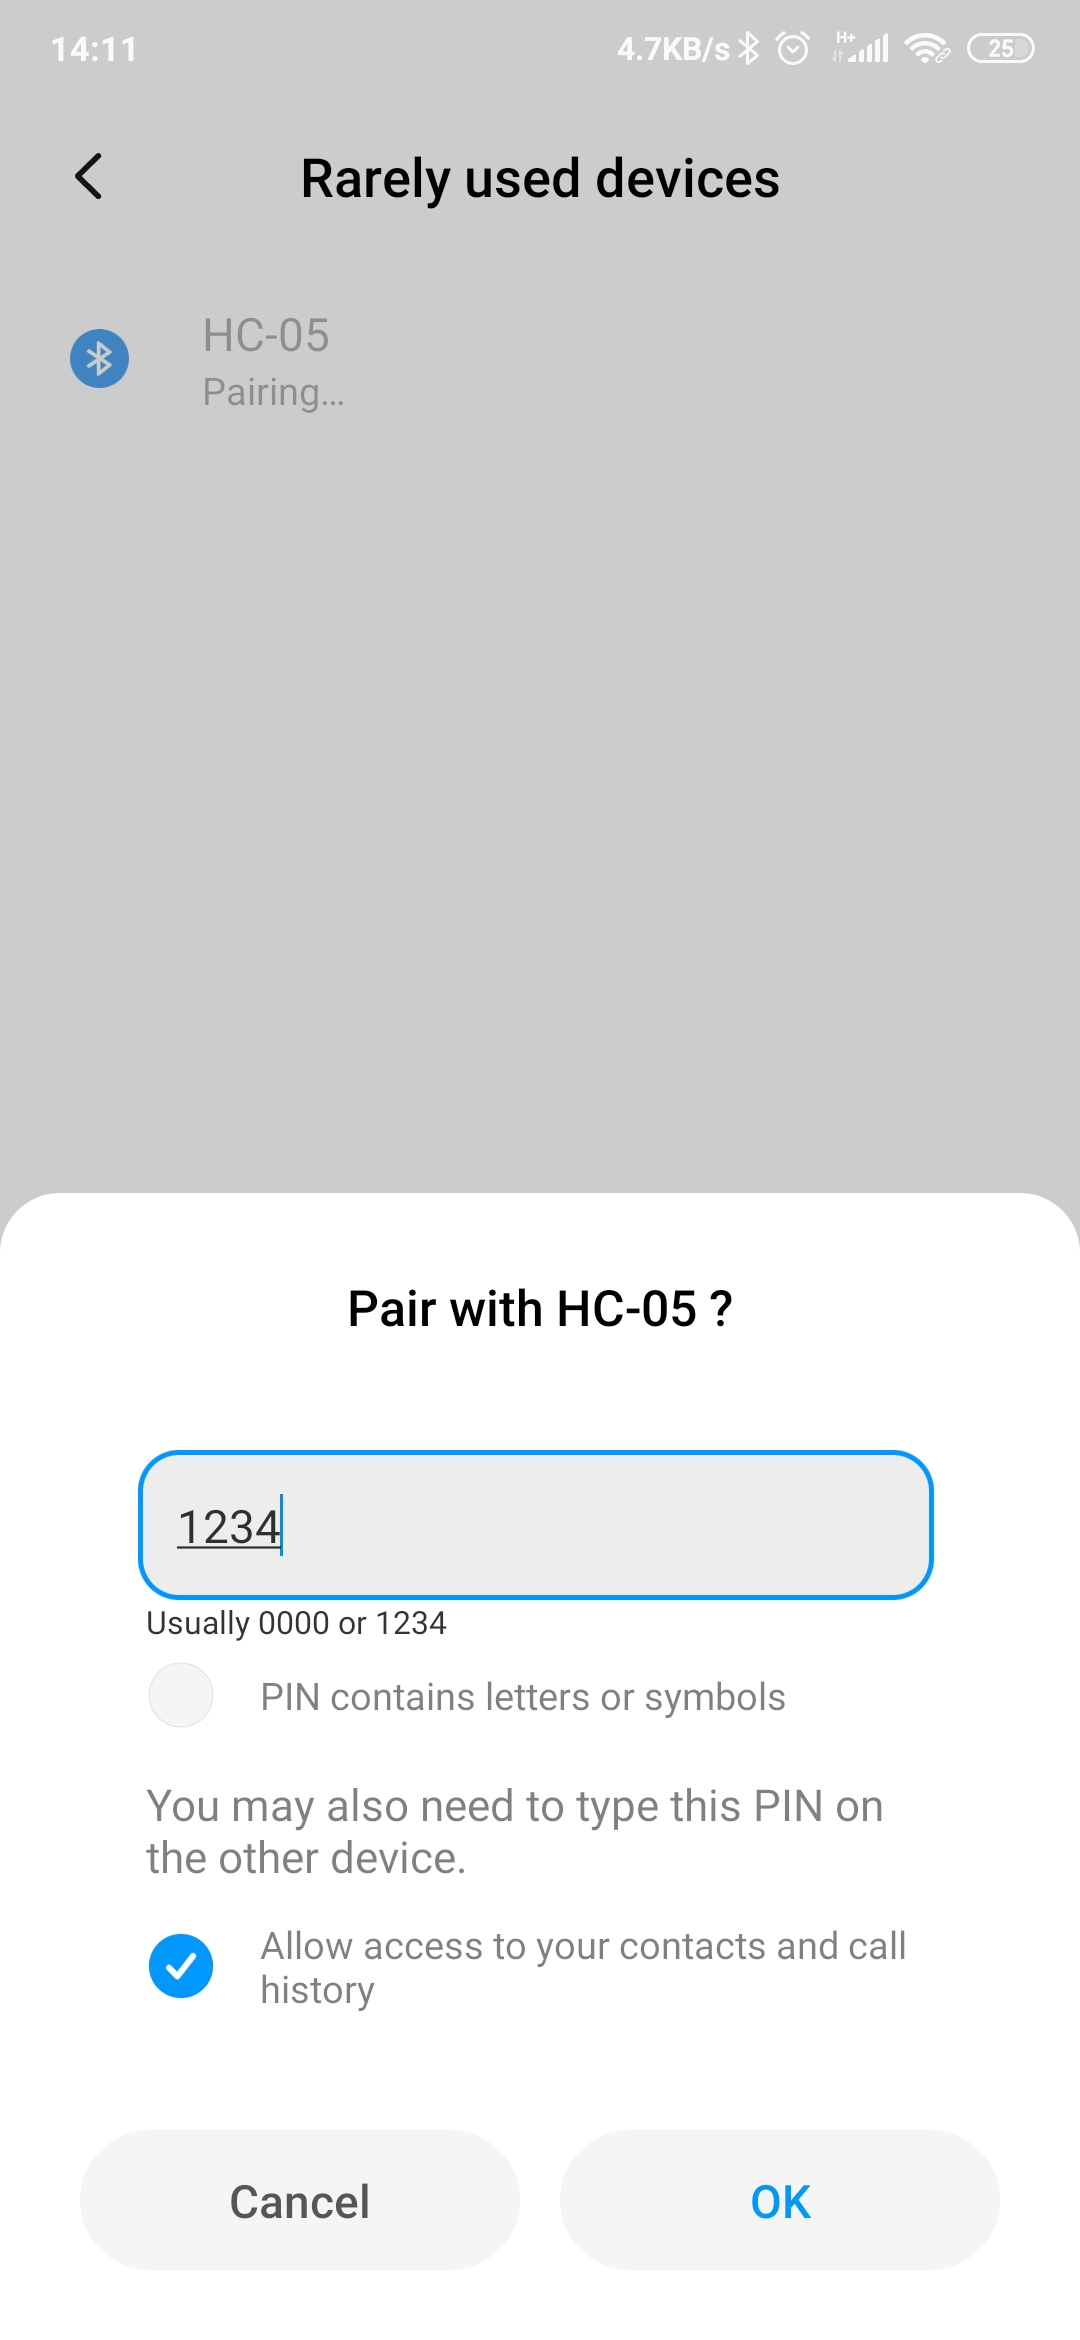 14:11
4.7KB/s H+ 25
Rarely used devices
HC-05
Pairing...
Pair with HC-05 ?
1234
Usually 0000 or 1234
PIN contains letters or symbols
You may also need to type this PIN on
the other device.
Allow access to your contacts and call
history
Cancel OK